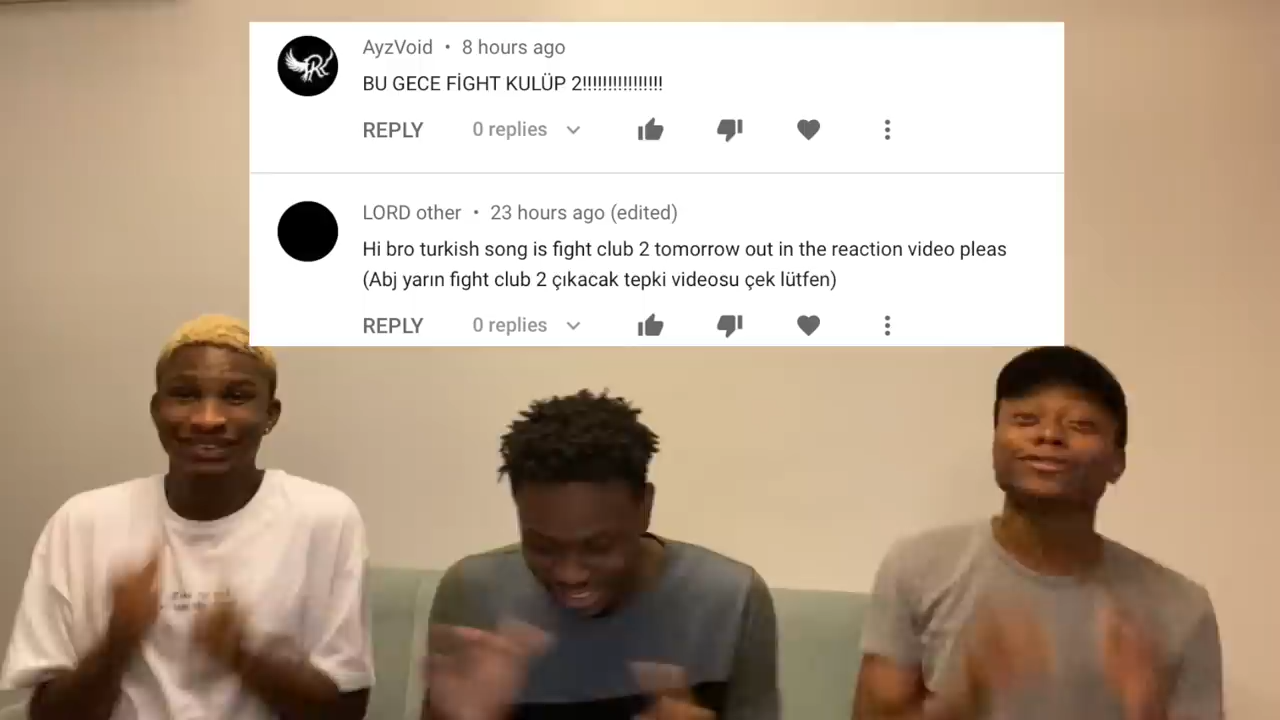 AyzVoid • 8 hours ago
BU GECE FİGHT KULÜP 2!!!!!!!!!!!!!!!!
REPLY 0 replies
LORD other • 23 hours ago (edited)
Hi bro turkish song is fight club 2 tomorrow out in the reaction video pleas
(Abj yarın fight club 2 çıkacak tepki videosu çek lütfen)
REPLY 0 replies